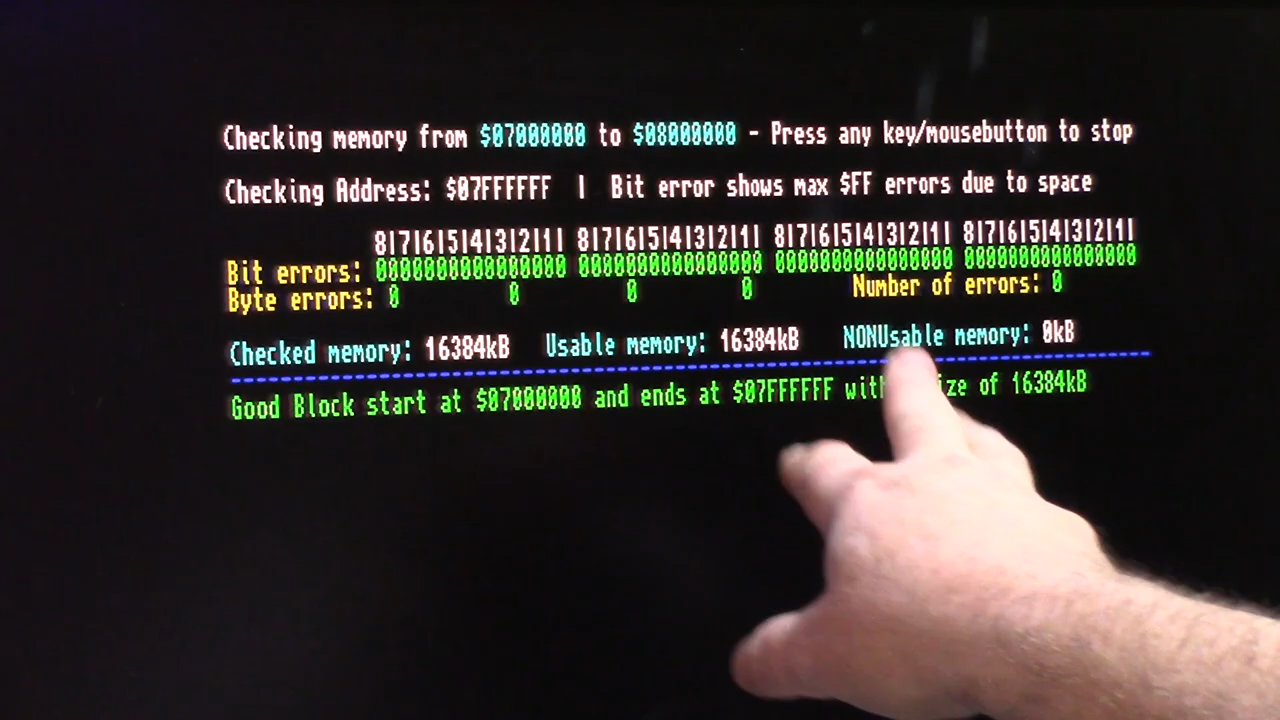 Checking memory from $07000000 to $08000000 - Press any key/mousebutton to stop
Checking Address: $07FFFFFF | Bit error shows max $FF errors due to space
8|7|6|5|4|3|2|1| 8|7|6|5|4|3|2|1| 8|7|6|5|4|3|2|1| 8|7|6|5|4|3|2|1|
Bit errors: 0000000000000000 0000000000000000 0000000000000000 0000000000000000
Byte errors: 0 0 0 0 Number of errors: 0
Checked memory: 16384kB Usable memory: 16384kB NONUsable memory: 0kB
Good Block start at $07000000 and ends at $07FFFFFF of 16384kB